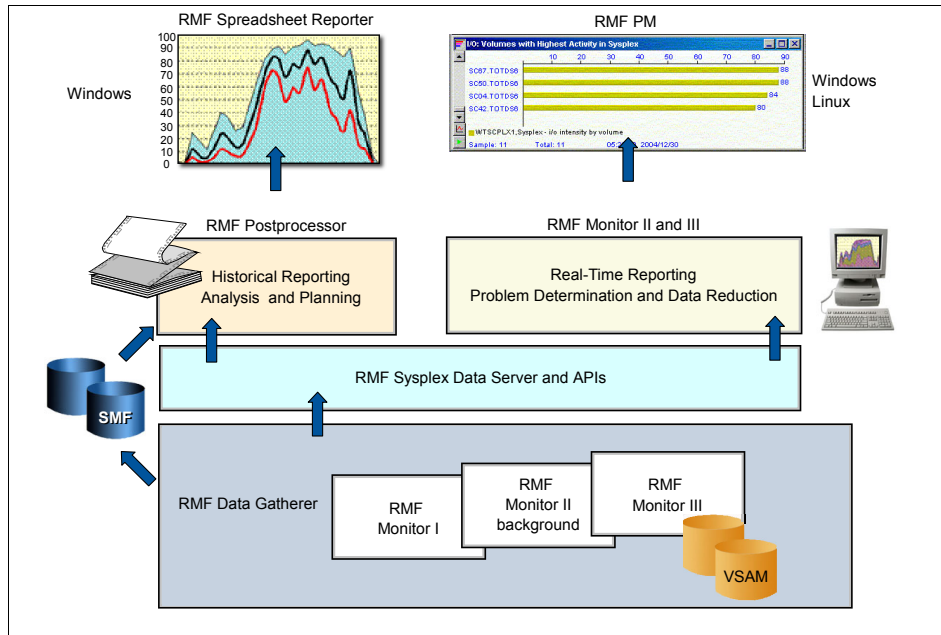 RMF Spreadsheet Reporter
RMF PM
100
90
80
70
60
50
40
30
20
10
0
Windows
I/O: Volumes with Highest Activity in Sysplex
10 20 30 40 50 60 70 80 90
SC67.TOTDS6 88
SC50.TOTDS6 88
SC04.TOTDS6 84
SC42.TOTDS6 80
WTSCPLX1,Sysplex - i/o intensity by volume
Sample: 11 Total: 11 2004/12/30
Windows
Linux
RMF Postprocessor
RMF Monitor II and III
Historical Reporting
Analysis and Planning
Real-Time Reporting
Problem Determination and Data Reduction
RMF Sysplex Data Server and APIs
SMF
RMF Data Gatherer
RMF
Monitor I
RMF
Monitor II
background
RMF
Monitor III
VSAM